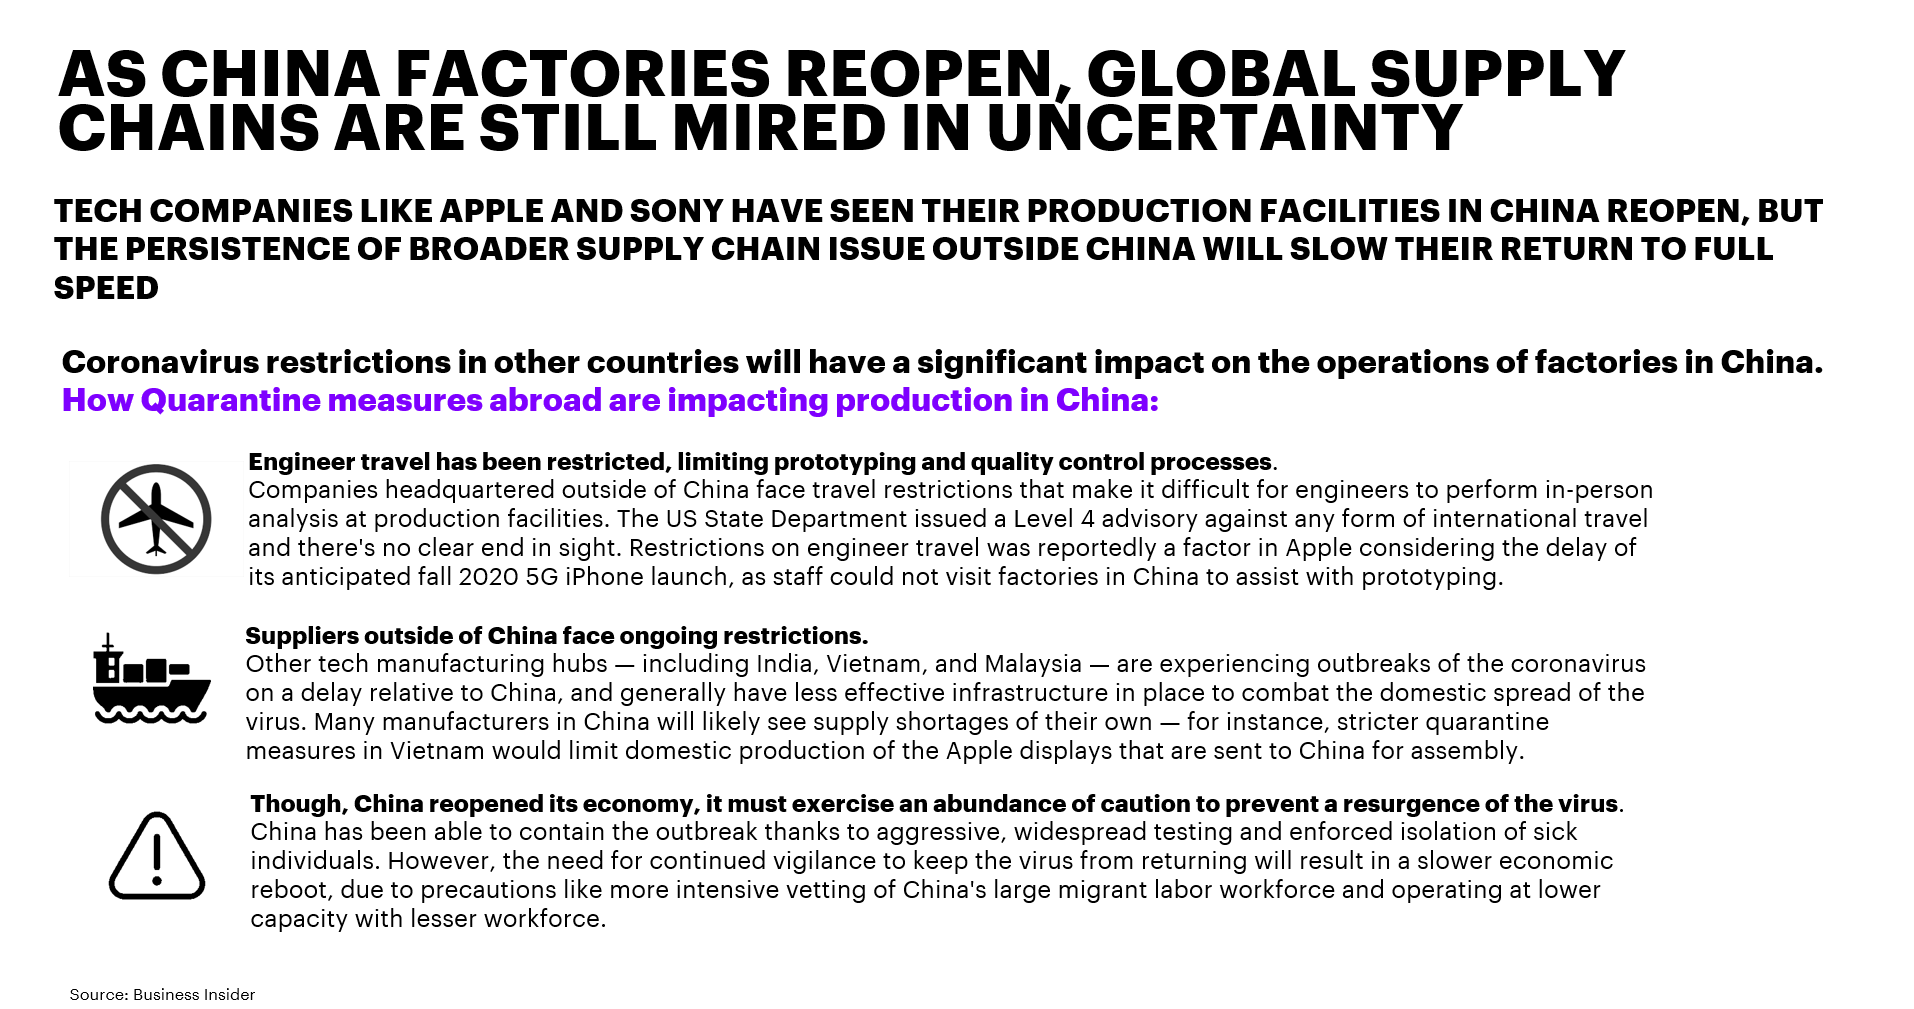 AS CHINA FACTORIES REOPEN, GLOBAL SUPPLY
CHAINS ARE STILL MIRED IN UNCERTAINTY
TECH COMPANIES LIKE APPLE AND SONY HAVE SEEN THEIR PRODUCTION FACILITIES IN CHINA REOPEN, BUT
THE PERSISTENCE OF BROADER SUPPLY CHAIN ISSUE OUTSIDE CHINA WILL SLOW THEIR RETURN TO FULL
SPEED
Coronavirus restrictions in other countries will have a significant impact on the operations of factories in China.
How Quarantine measures abroad are impacting production in China:
Engineer travel has been restricted, limiting prototyping and quality control processes.
Companies headquartered outside of China face travel restrictions that make it difficult for engineers to perform in-person
analysis at production facilities. The US State Department issued a Level 4 advisory against any form of international travel
and there's no clear end in sight. Restrictions on engineer travel was reportedly a factor in Apple considering the delay of
its anticipated fall 2020 5G iPhone launch, as staff could not visit factories in China to assist with prototyping.
Suppliers outside of China face ongoing restrictions.
Other tech manufacturing hubs — including India, Vietnam, and Malaysia — are experiencing outbreaks of the coronavirus
on a delay relative to China, and generally have less effective infrastructure in place to combat the domestic spread of the
virus. Many manufacturers in China will likely see supply shortages of their own — for instance, stricter quarantine
measures in Vietnam would limit domestic production of the Apple displays that are sent to China for assembly.
Though, China reopened its economy, it must exercise an abundance of caution to prevent a resurgence of the virus.
China has been able to contain the outbreak thanks to aggressive, widespread testing and enforced isolation of sick
individuals. However, the need for continued vigilance to keep the virus from returning will result in a slower economic
reboot, due to precautions like more intensive vetting of China's large migrant labor workforce and operating at lower
capacity with lesser workforce.
Source: Business Insider